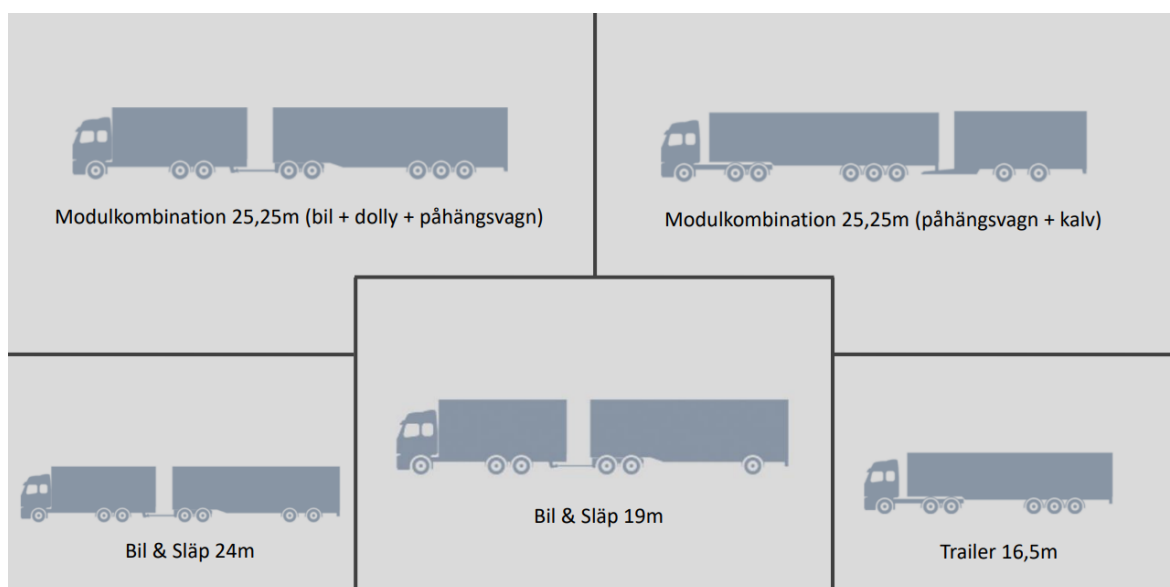 Modulkombination 25,25m (bil + dolly + påhängsvagn)
Modulkombination 25,25m (påhängsvagn + kalv)
Bil & Släp 24m
Bil & Släp 19m
Trailer 16,5m